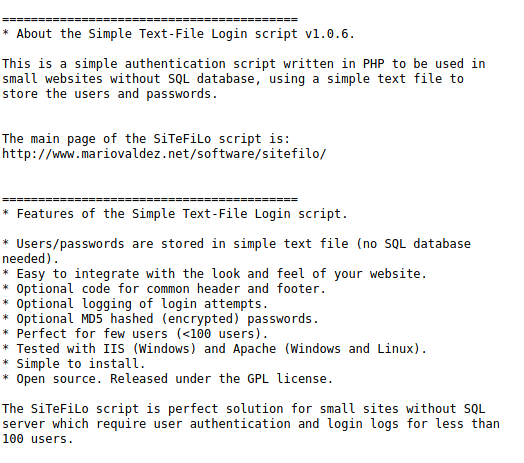 =========================================
* About the Simple Text-File Login script v1.0.6.
This is a simple authentication script written in PHP to be used in
small websites without SQL database, using a simple text file to
store the users and passwords.
The main page of the SiTeFiLo script is:
http://www.mariovaldez.net/software/sitefilo/
=========================================
* Features of the Simple Text-File Login script.
* Users/passwords are stored in simple text file (no SQL database
needed).
* Easy to integrate with the look and feel of your website.
* Optional code for common header and footer.
* Optional logging of login attempts.
* Optional MD5 hashed (encrypted) passwords.
* Perfect for few users (<100 users).
* Tested with IIS (Windows) and Apache (Windows and Linux).
* Simple to install.
* Open source. Released under the GPL license.
The SiTeFiLo script is perfect solution for small sites without SQL
server which require user authentication and login logs for less than
100 users.